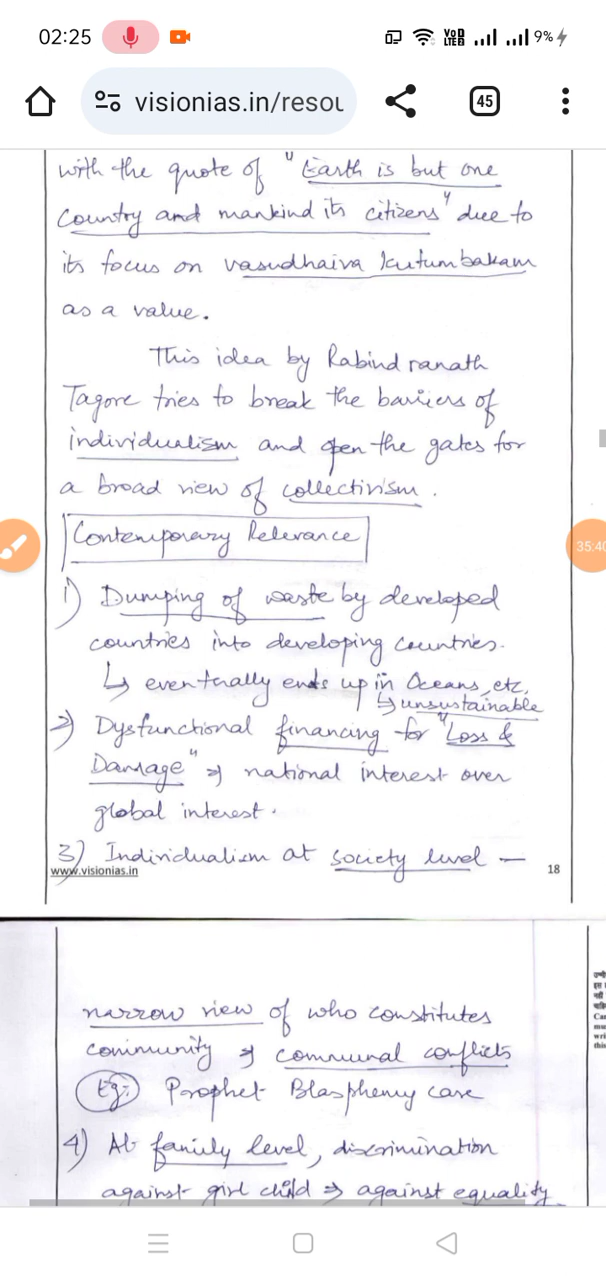 02:25
VoD LTE 2 9%
visionias.in/resou
45
with the quote of "Earth is but one
Country and mankind its citizens" due to
its focus on vasudhaiva kutumbakam
as a value.
This idea by Rabindranath
Tagore tries to break the barriers of
individualism and open the gates for
a broad view of collectivism.
Contemporary Relevance
35:40
1) Dumping of waste by developed
countries into developing countries.
↳ eventually ends up in Oceans, etc.
↳ unsustainable
2) Dysfunctional financing for "Loss &
Damage" ⇒ national interest over
global interest.
3) Individualism at society level —
www.visionias.in
18
narrow view of who constitutes
community ⇒ communal conflicts
Eg:- Prophet Blasphemy case
4) At family level, discrimination
against girl child ⇒ against equality